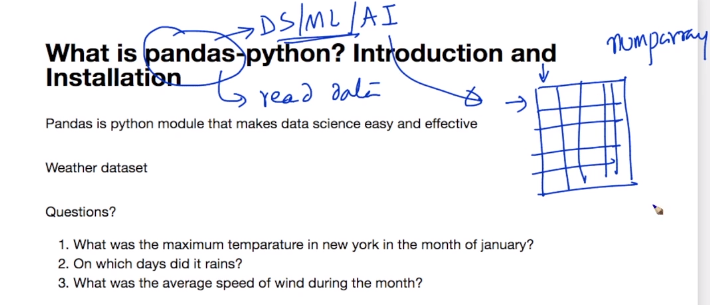 DS/ML/AI
What is pandas-python? Introduction and
numparray
Installation
read data
Pandas is python module that makes data science easy and effective
Weather dataset
Questions?
1. What was the maximum temparature in new york in the month of january?
2. On which days did it rains?
3. What was the average speed of wind during the month?